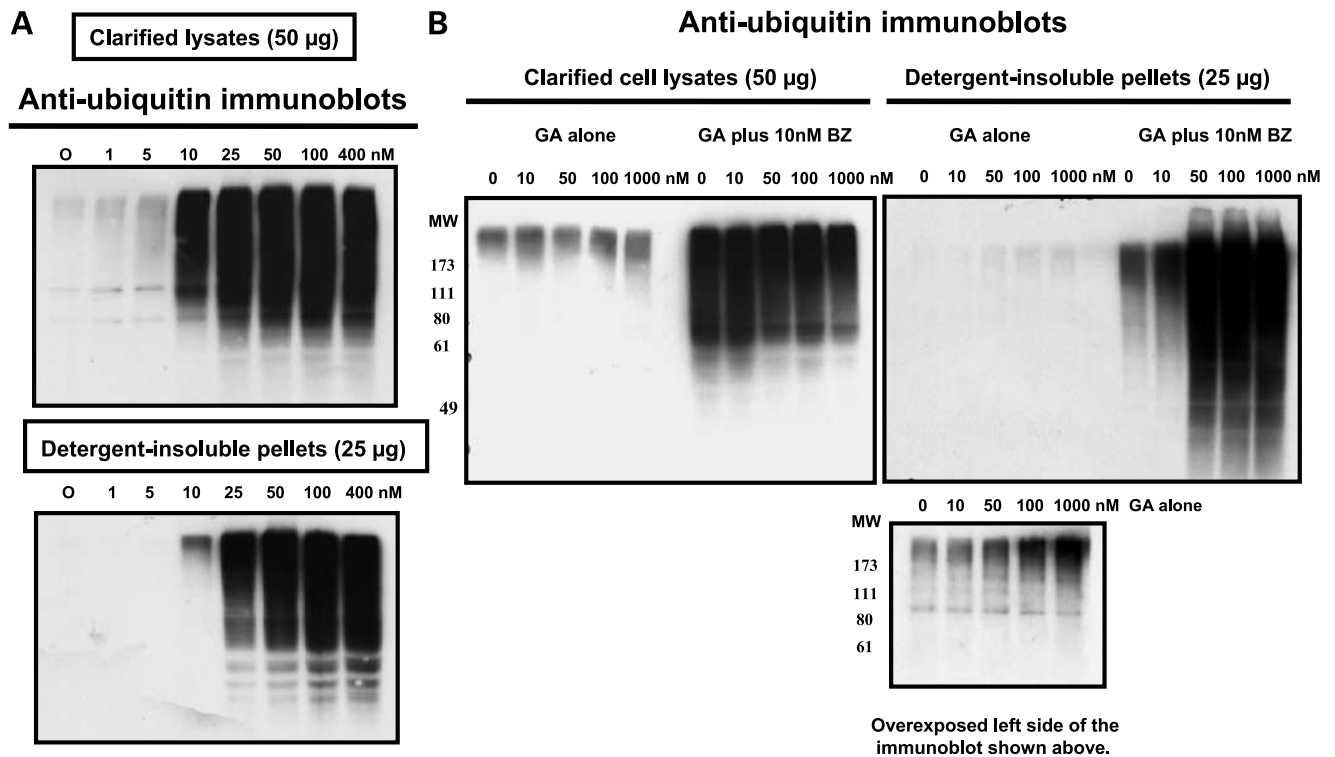 A
Clarified lysates (50 µg)
Anti-ubiquitin immunoblots
O 1 5 10 25 50 100 400 nM
Detergent-insoluble pellets (25 µg)
O 1 5 10 25 50 100 400 nM
B
Anti-ubiquitin immunoblots
Clarified cell lysates (50 µg)
Detergent-insoluble pellets (25 µg)
GA alone
GA plus 10nM BZ
GA alone
GA plus 10nM BZ
0 10 50 100 1000 nM 0 10 50 100 1000 nM
0 10 50 100 1000 nM 0 10 50 100 1000 nM
MW
173
111
80
61
49
0 10 50 100 1000 nM GA alone
MW
173
111
80
61
Overexposed left side of the
immunoblot shown above.